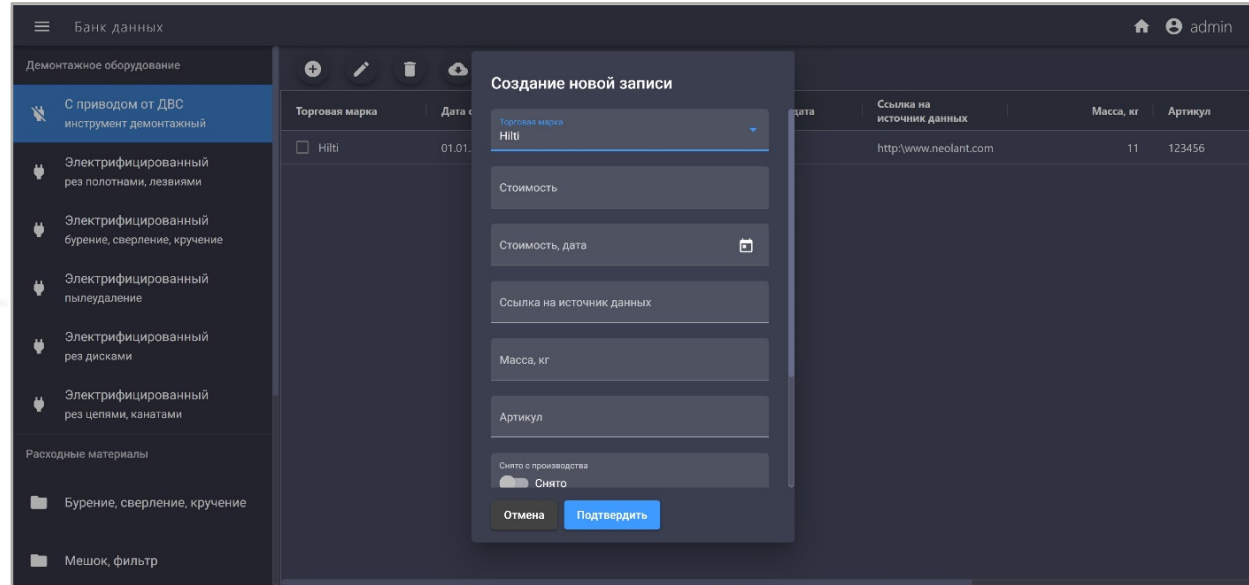 Банк данных
admin
Демонтажное оборудование
С приводом от ДВС
инструмент демонтажный
Электрифицированный
рез полотнами, лезвиями
Электрифицированный
бурение, сверление, кручение
Электрифицированный
пылеудаление
Электрифицированный
рез дисками
Электрифицированный
рез цепями, канатами
Расходные материалы
Бурение, сверление, кручение
Мешок, фильтр
Торговая марка
Дата
Ссылка на
источник данных
Масса, кг
Артикул
Hilti
01.01.
http:\www.neolant.com
11
123456
Создание новой записи
Торговая марка
Hilti
Стоимость
Стоимость, дата
Ссылка на источник данных
Масса, кг
Артикул
Снято с производства
Снято
Отмена
Подтвердить